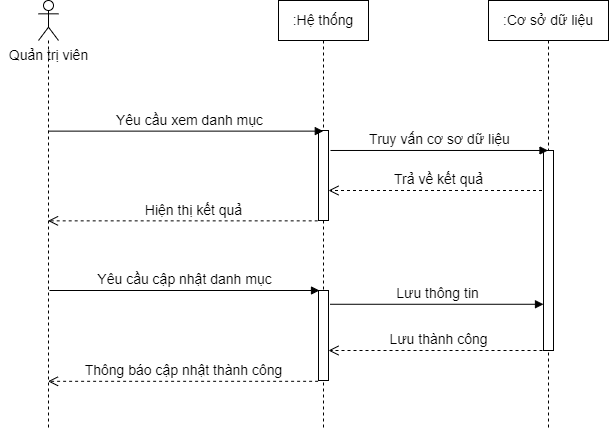 :Hệ thống
:Cơ sở dữ liệu
Quản trị viên
Yêu cầu xem danh mục
Truy vấn cơ sơ dữ liệu
Trả về kết quả
Hiện thị kết quả
Yêu cầu cập nhật danh mục
Lưu thông tin
Lưu thành công
Thông báo cập nhật thành công